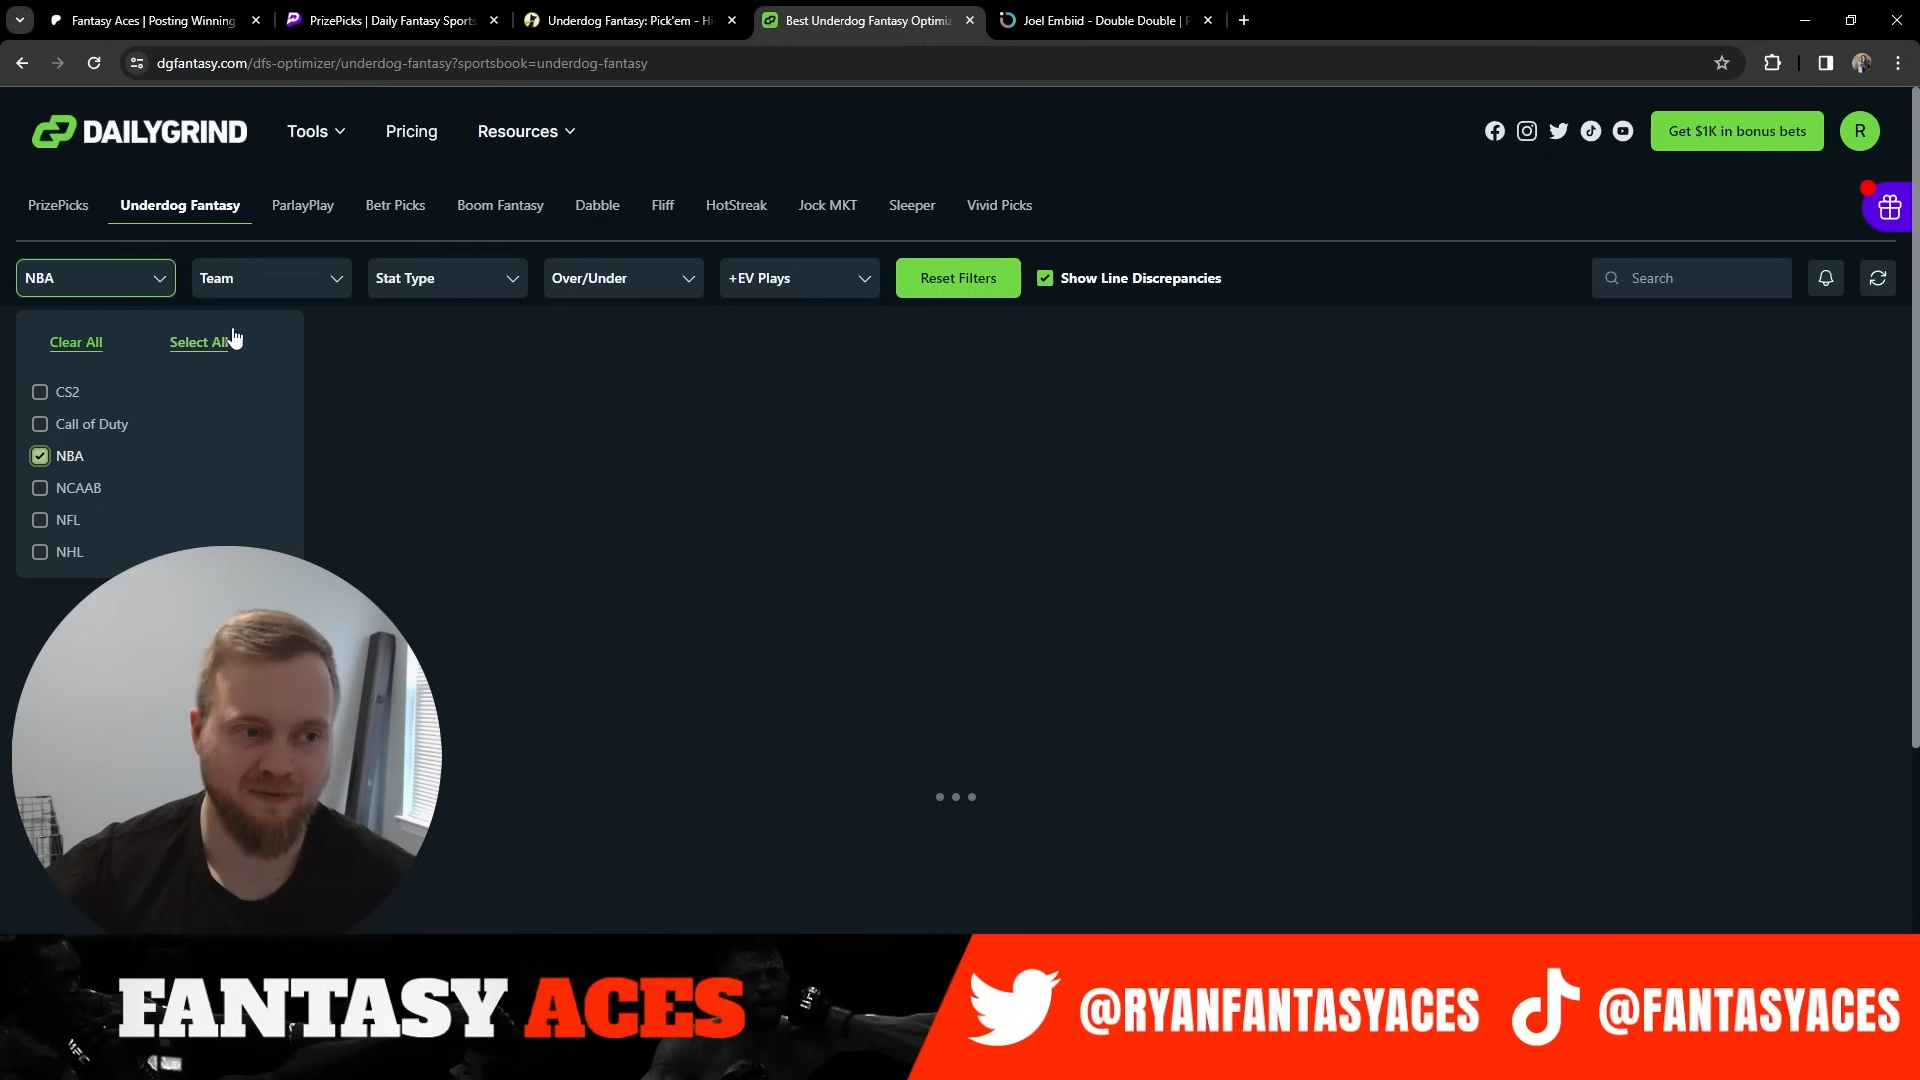 Fantasy Aces | Posting Winning
PrizePicks | Daily Fantasy Sports
Underdog Fantasy: Pick'em - Hi
Best Underdog Fantasy Optimiz
Joel Embiid - Double Double | P
dgfantasy.com/dfs-optimizer/underdog-fantasy?sportsbook=underdog-fantasy
DAILYGRIND
Tools
Pricing
Resources
Get $1K in bonus bets
R
PrizePicks
Underdog Fantasy
ParlayPlay
Betr Picks
Boom Fantasy
Dabble
Fliff
HotStreak
Jock MKT
Sleeper
Vivid Picks
NBA
Team
Stat Type
Over/Under
+EV Plays
Reset Filters
Show Line Discrepancies
Search
Clear All
Select All
CS2
Call of Duty
NBA
NCAAB
NFL
NHL
FANTASY ACES
@RYANFANTASYACES
@FANTASYACES